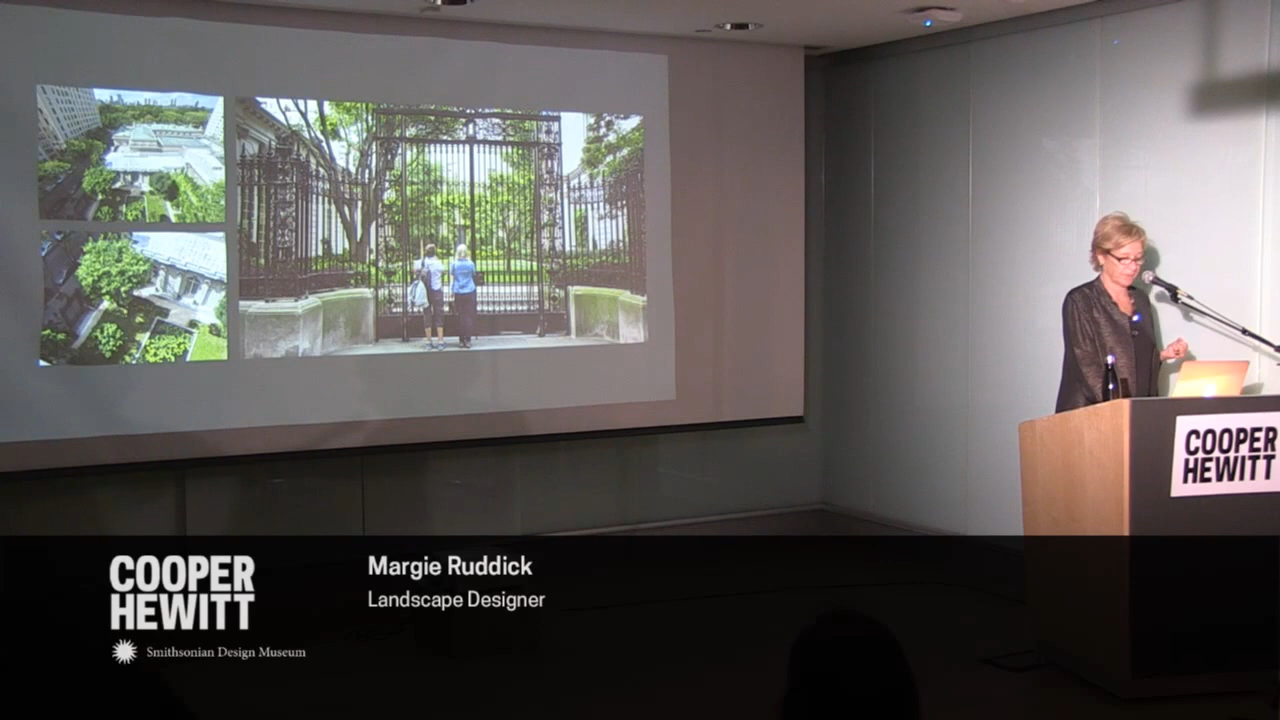 COOPER
HEWITT
COOPER
HEWITT
Smithsonian Design Museum
Margie Ruddick
Landscape Designer